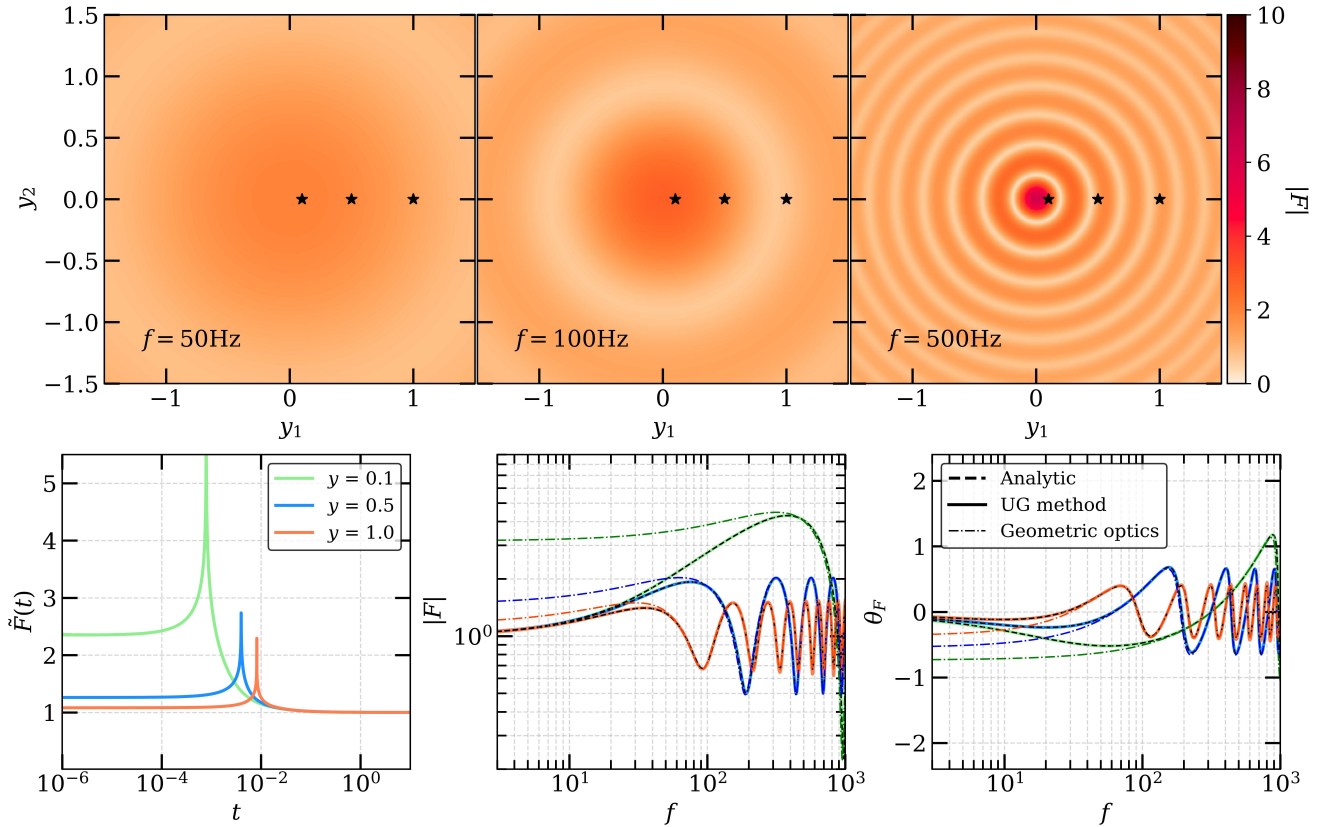 1.5
1.0
0.5
0.0
−0.5
−1.0
−1.5
y₂
f = 50Hz
−1 0 1
y₁
f = 100Hz
−1 0 1
y₁
f = 500Hz
−1 0 1
y₁
10
8
6
4
2
0
|F|
5
4
3
2
1
F̃(t)
y = 0.1
y = 0.5
y = 1.0
10⁻⁶ 10⁻⁴ 10⁻² 10⁰
t
|F|
10⁰
10¹ 10² 10³
f
2
1
0
−1
−2
θ_F
Analytic
UG method
Geometric optics
10¹ 10² 10³
f